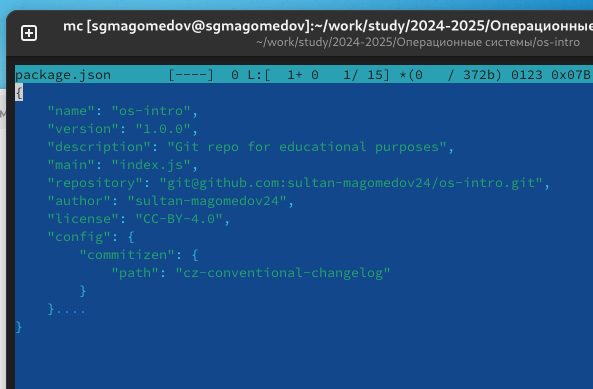 mc [sgmagomedov@sgmagomedov]:~/work/study/2024-2025/Операционные
~/work/study/2024-2025/Операционные системы/os-intro
package.json       [----]  0 L:[  1+ 0   1/ 15] *(0   / 372b) 0123 0x07B
{
    "name": "os-intro",
    "version": "1.0.0",
    "description": "Git repo for educational purposes",
    "main": "index.js",
    "repository": "git@github.com:sultan-magomedov24/os-intro.git",
    "author": "sultan-magomedov24",
    "license": "CC-BY-4.0",
    "config": {
        "commitizen": {
            "path": "cz-conventional-changelog"
        }
    }....
}